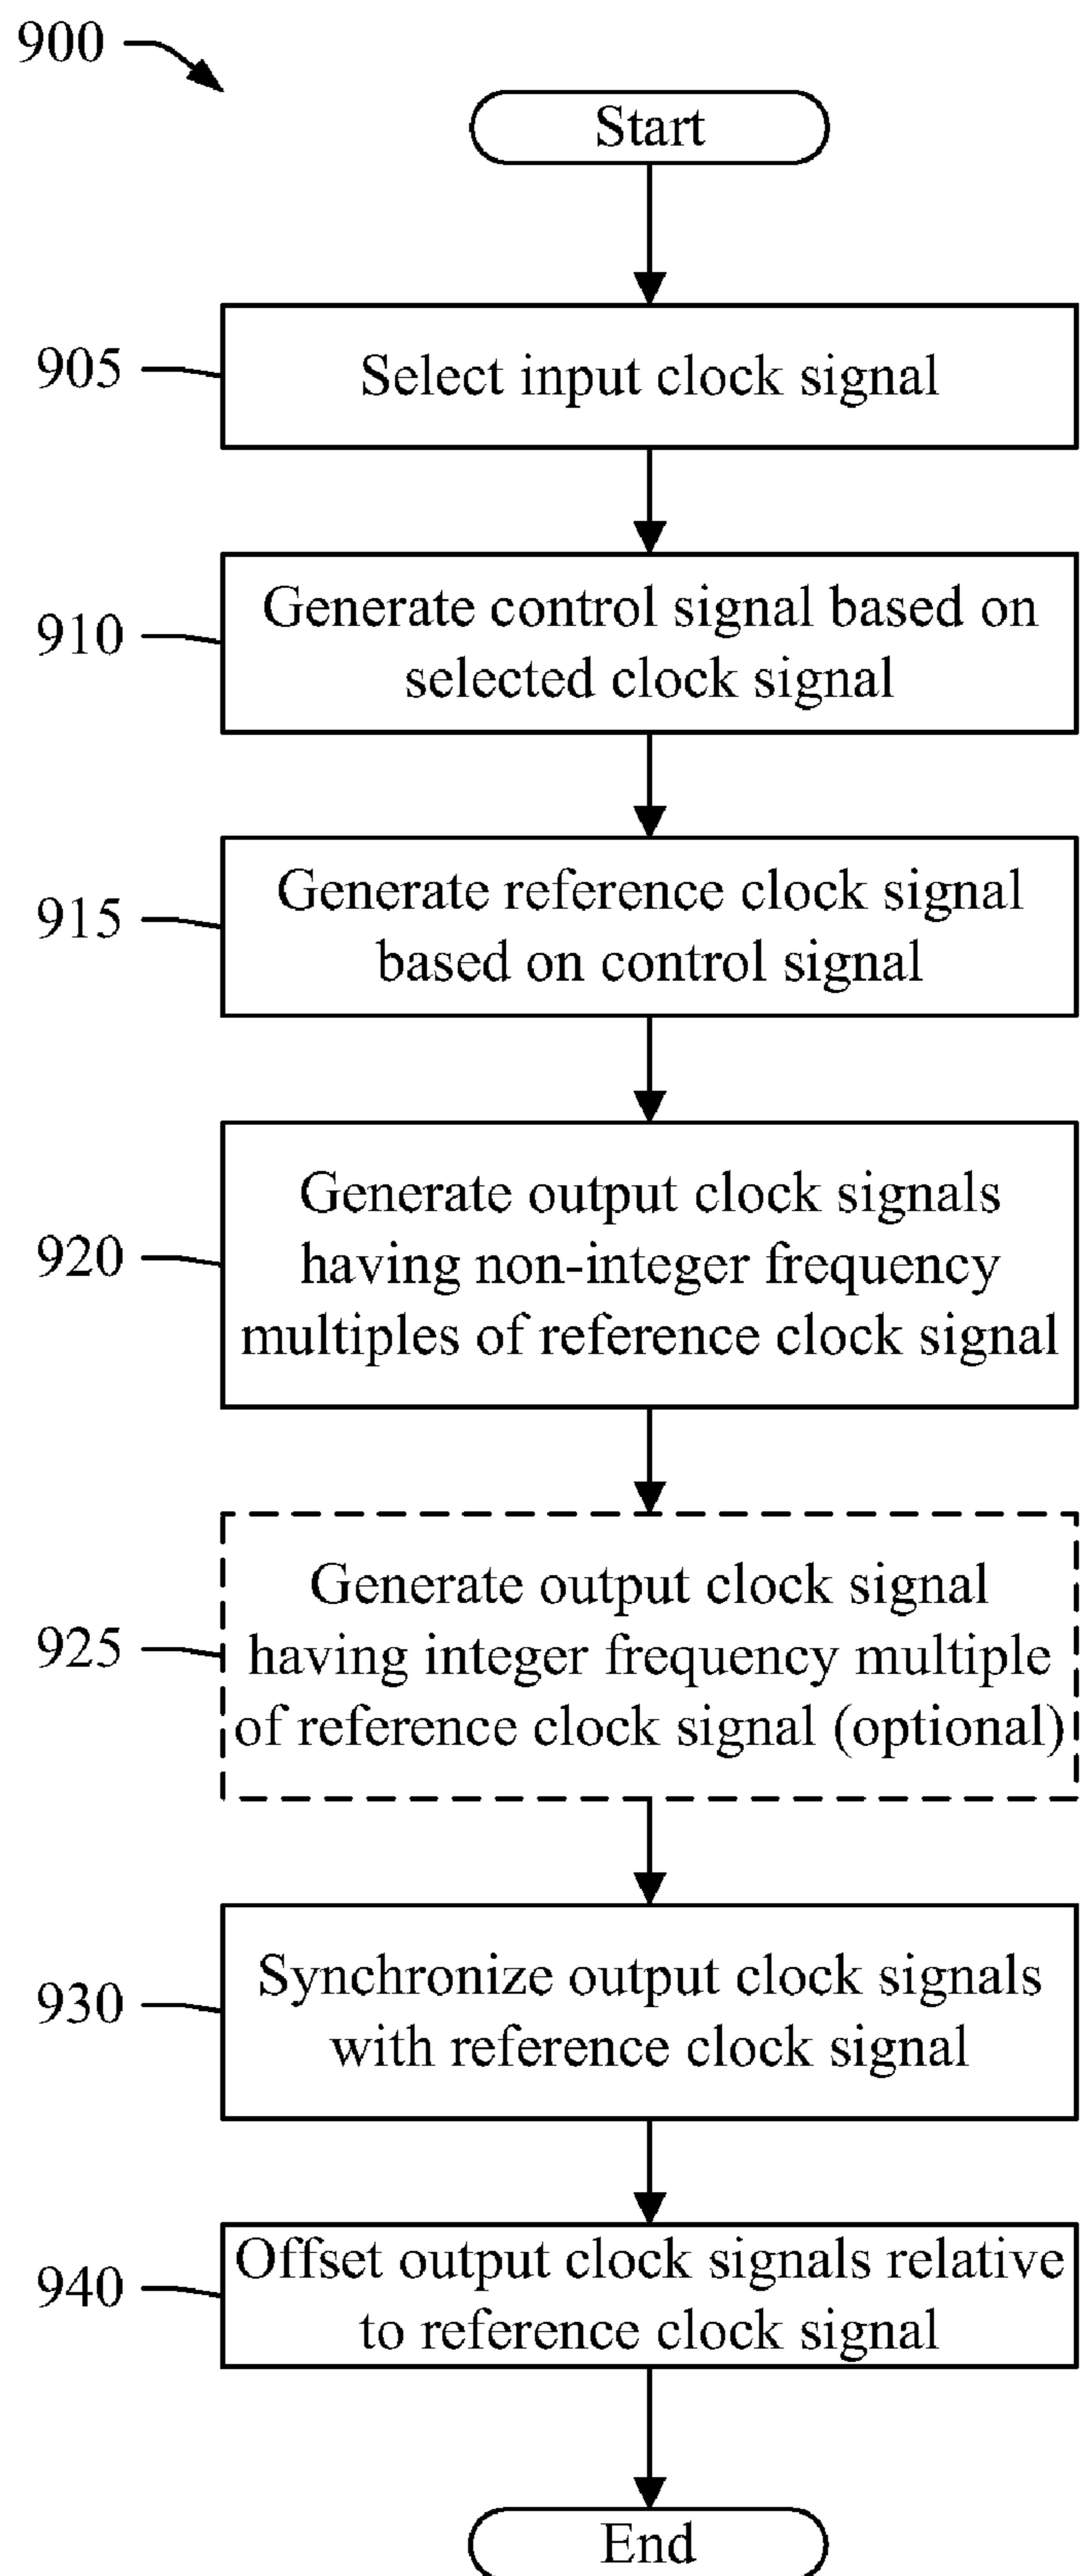 900
Start
905
Select input clock signal
910
Generate control signal based on
selected clock signal
915
Generate reference clock signal
based on control signal
920
Generate output clock signals
having non-integer frequency
multiples of reference clock signal
925
Generate output clock signal
having integer frequency multiple
of reference clock signal (optional)
930
Synchronize output clock signals
with reference clock signal
940
Offset output clock signals relative
to reference clock signal
End